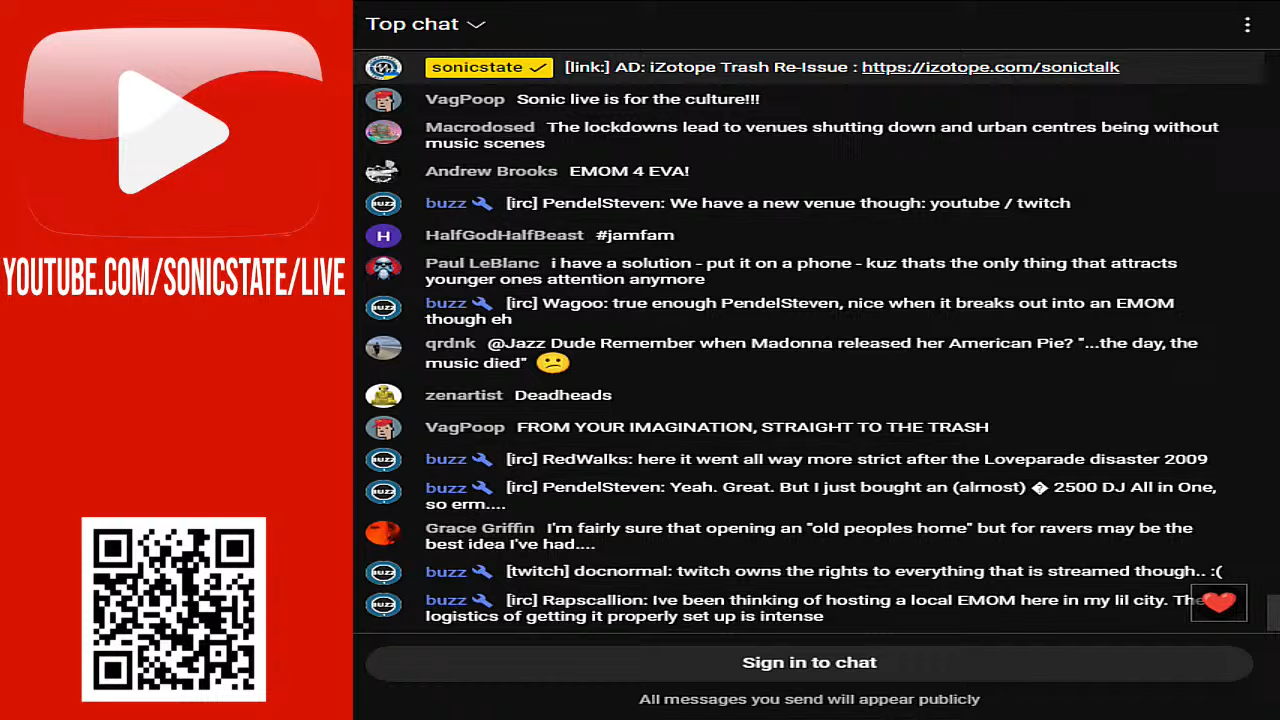 YOUTUBE.COM/SONICSTATE/LIVE
Top chat
sonicstate [link:] AD: iZotope Trash Re-Issue : https://izotope.com/sonictalk
VagPoop Sonic live is for the culture!!!
Macrodosed The lockdowns lead to venues shutting down and urban centres being without
music scenes
Andrew Brooks EMOM 4 EVA!
BUZZ buzz [irc] PendelSteven: We have a new venue though: youtube / twitch
H HalfGodHalfBeast #jamfam
Paul LeBlanc i have a solution - put it on a phone - kuz thats the only thing that attracts
younger ones attention anymore
BUZZ buzz [irc] Wagoo: true enough PendelSteven, nice when it breaks out into an EMOM
though eh
qrdnk @Jazz Dude Remember when Madonna released her American Pie? "...the day, the
music died" 😕
zenartist Deadheads
VagPoop FROM YOUR IMAGINATION, STRAIGHT TO THE TRASH
BUZZ buzz [irc] RedWalks: here it went all way more strict after the Loveparade disaster 2009
BUZZ buzz [irc] PendelSteven: Yeah. Great. But I just bought an (almost) � 2500 DJ All in One,
so erm....
Grace Griffin I'm fairly sure that opening an "old peoples home" but for ravers may be the
best idea I've had....
BUZZ buzz [twitch] docnormal: twitch owns the rights to everything that is streamed though.. :(
BUZZ buzz [irc] Rapscallion: Ive been thinking of hosting a local EMOM here in my lil city. The
logistics of getting it properly set up is intense
Sign in to chat
All messages you send will appear publicly